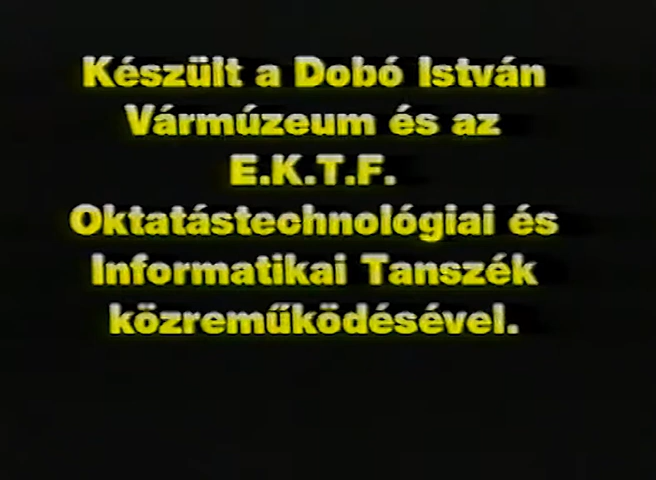 Készült a Dobó István
Vármúzeum és az
E.K.T.F.
Oktatástechnológiai és
Informatikai Tanszék
közreműködésével.